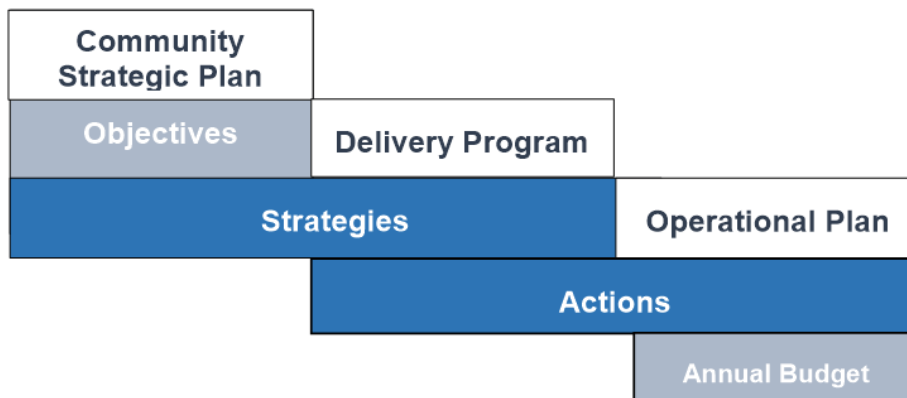 Community
Strategic Plan
Objectives
Delivery Program
Strategies
Operational Plan
Actions
Annual Budget